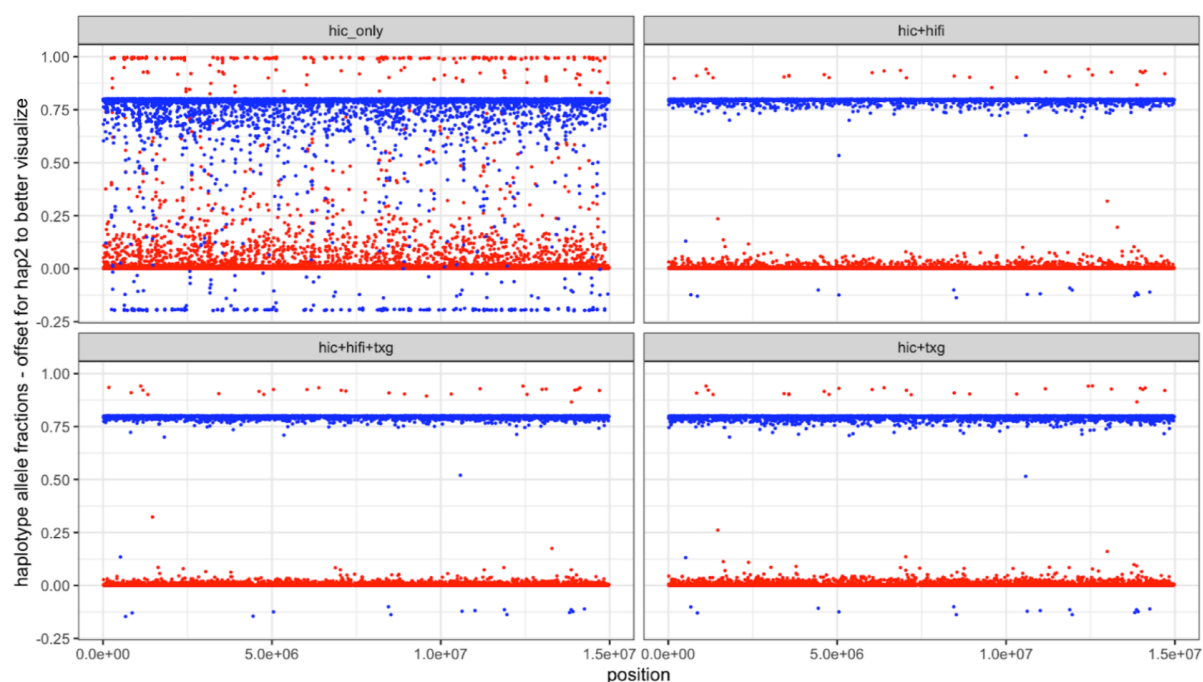 hic_only
hic+hifi
1.00
0.75
0.50
0.25
0.00
-0.25
hic+hifi+txg
hic+txg
1.00
0.75
0.50
0.25
0.00
-0.25
0.0e+00
5.0e+06
1.0e+07
1.5e+07
0.0e+00
5.0e+06
1.0e+07
1.5e+07
position
haplotype allele fractions - offset for hap2 to better visualize